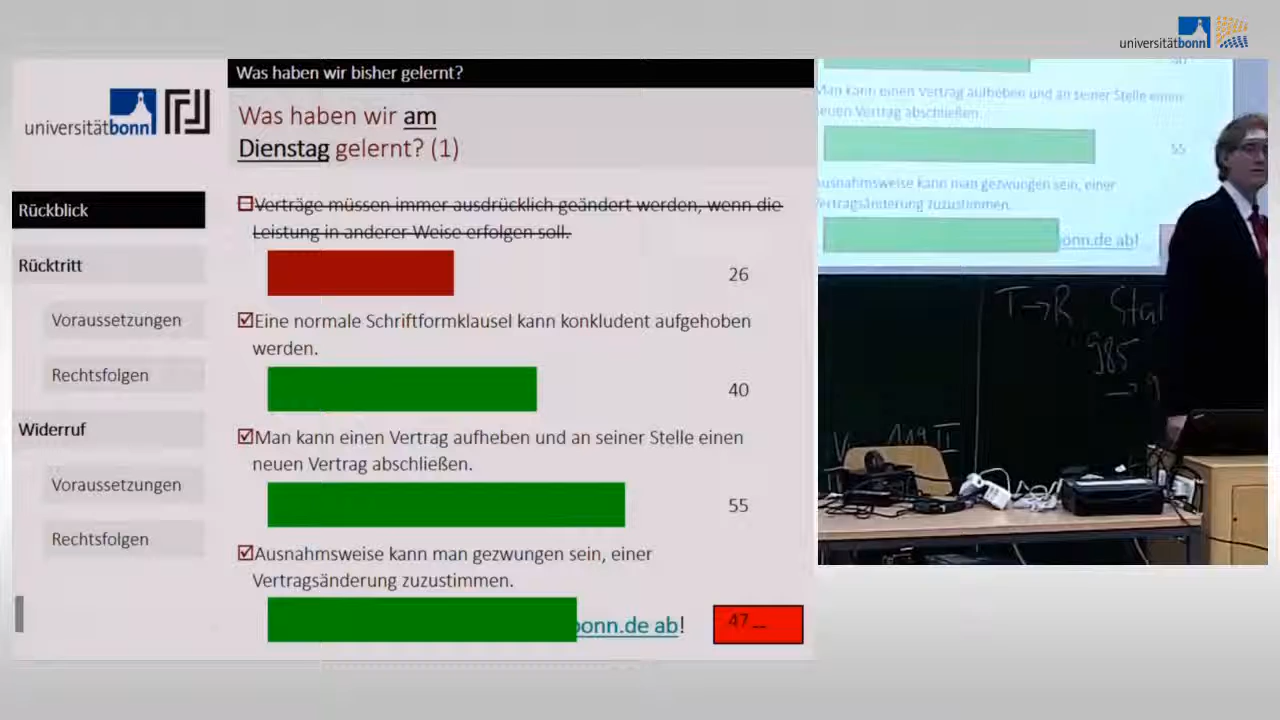 universitätbonn
Was haben wir bisher gelernt?
universitätbonn
Was haben wir am
Dienstag gelernt? (1)
Rückblick
Rücktritt
Voraussetzungen
Rechtsfolgen
Widerruf
Voraussetzungen
Rechtsfolgen
Verträge müssen immer ausdrücklich geändert werden, wenn die
Leistung in anderer Weise erfolgen soll.
26
Eine normale Schriftformklausel kann konkludent aufgehoben
werden.
40
Man kann einen Vertrag aufheben und an seiner Stelle einen
neuen Vertrag abschließen.
55
Ausnahmsweise kann man gezwungen sein, einer
Vertragsänderung zuzustimmen.
bonn.de ab!
47
Man kann einen Vertrag aufheben und an seiner Stelle einen
neuen Vertrag abschließen.
55
Ausnahmsweise kann man gezwungen sein, einer
Vertragsänderung zuzustimmen.
onn.de ab!
T→R
985
119 II